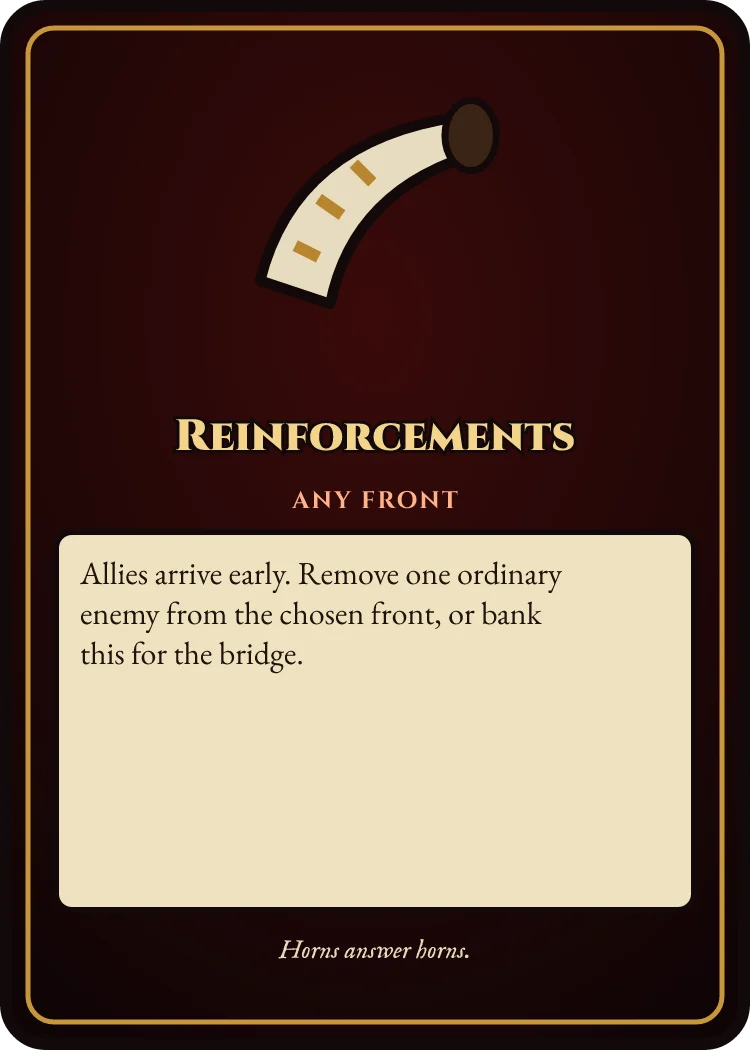 Reinforcements
ANY FRONT
Allies arrive early. Remove one ordinary
enemy from the chosen front, or bank
this for the bridge.
Horns answer horns.